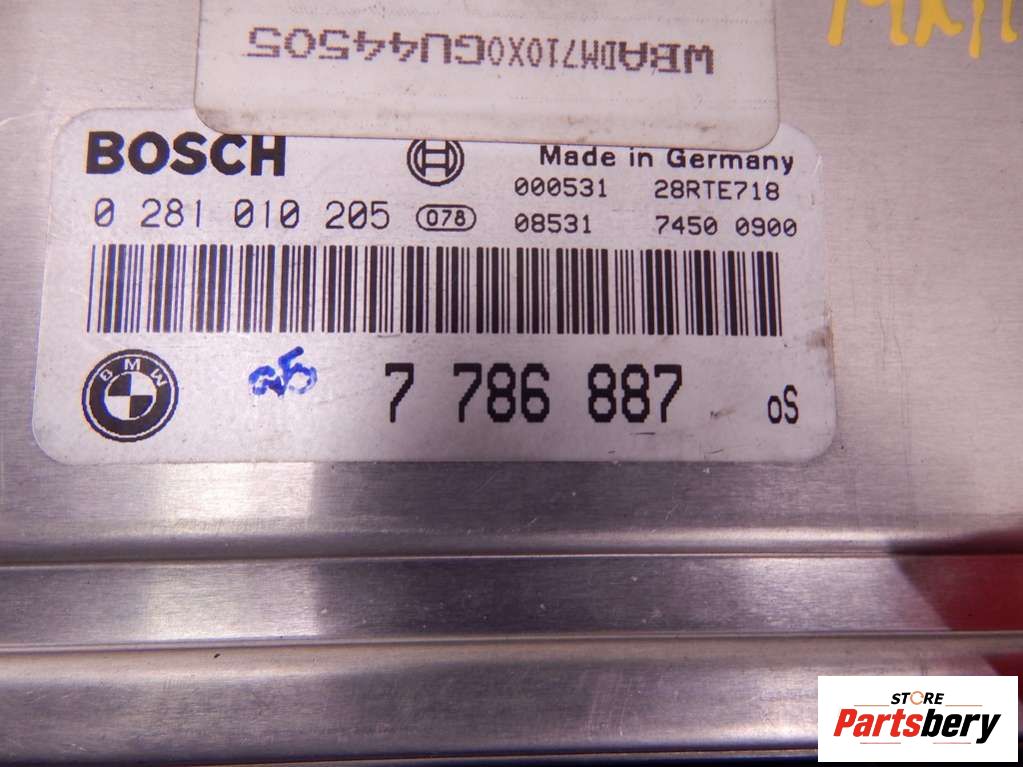 WBADM710X0GU44505
BOSCH Made in Germany
000531 28RTE718
0 281 010 205 078 08531 7450 0900
BMW
7 786 887 oS
STORE
Partsbery